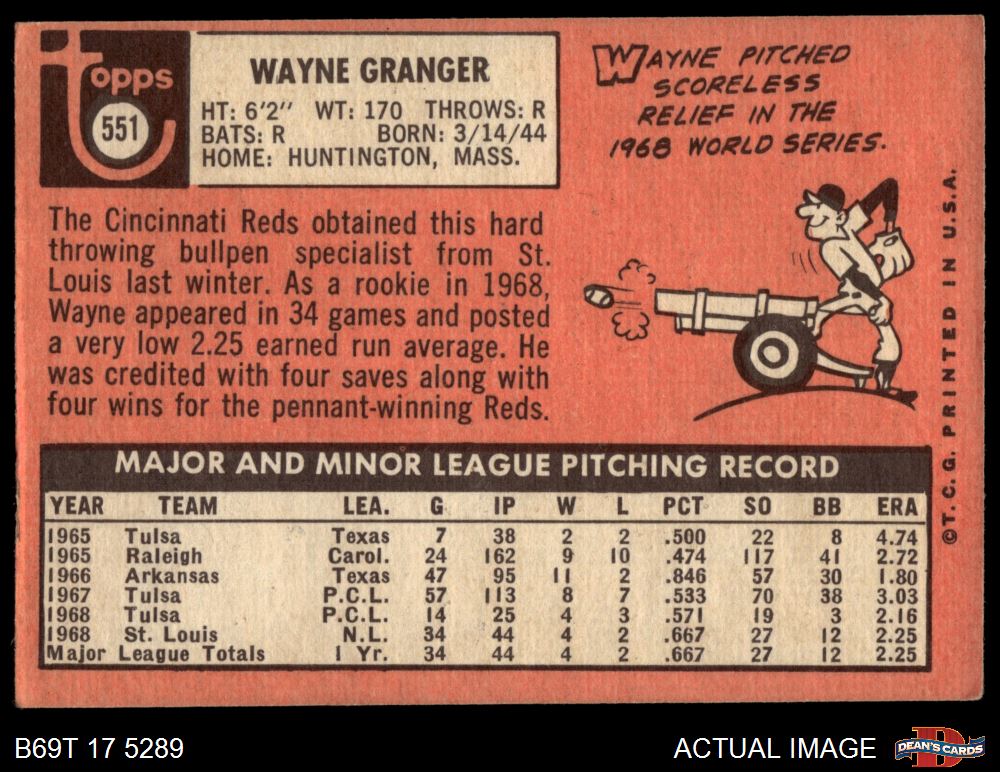 Topps
551
WAYNE GRANGER
HT: 6'2" WT: 170 THROWS: R
BATS: R BORN: 3/14/44
HOME: HUNTINGTON, MASS.
WAYNE PITCHED
SCORELESS
RELIEF IN THE
1968 WORLD SERIES.
The Cincinnati Reds obtained this hard
throwing bullpen specialist from St.
Louis last winter. As a rookie in 1968,
Wayne appeared in 34 games and posted
a very low 2.25 earned run average. He
was credited with four saves along with
four wins for the pennant-winning Reds.
©T.C.G. PRINTED IN U.S.A.
MAJOR AND MINOR LEAGUE PITCHING RECORD
YEAR TEAM LEA. G IP W L PCT SO BB ERA
1965 Tulsa Texas 7 38 2 2 .500 22 8 4.74
1965 Raleigh Carol. 24 162 9 10 .474 117 41 2.72
1966 Arkansas Texas 47 95 11 2 .846 57 30 1.80
1967 Tulsa P.C.L. 57 113 8 7 .533 70 38 3.03
1968 Tulsa P.C.L. 14 25 4 3 .571 19 3 2.16
1968 St. Louis N.L. 34 44 4 2 .667 27 12 2.25
Major League Totals 1 Yr. 34 44 4 2 .667 27 12 2.25
B69T 17 5289
ACTUAL IMAGE
D
DEAN'S CARDS